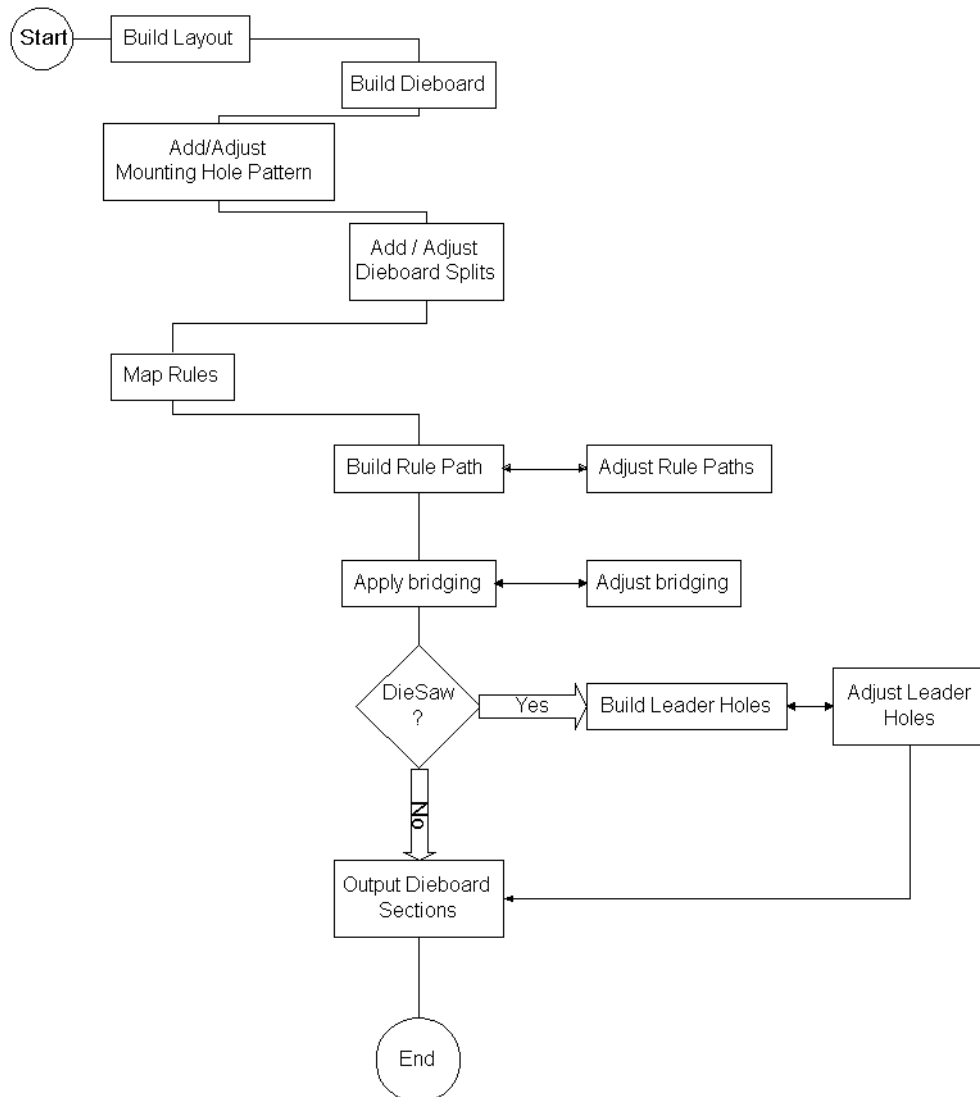 Start
Build Layout
Build Dieboard
Add/Adjust
Mounting Hole Pattern
Add / Adjust
Dieboard Splits
Map Rules
Build Rule Path
Adjust Rule Paths
Apply bridging
Adjust bridging
DieSaw
?
Yes
Build Leader Holes
Adjust Leader
Holes
No
Output Dieboard
Sections
End